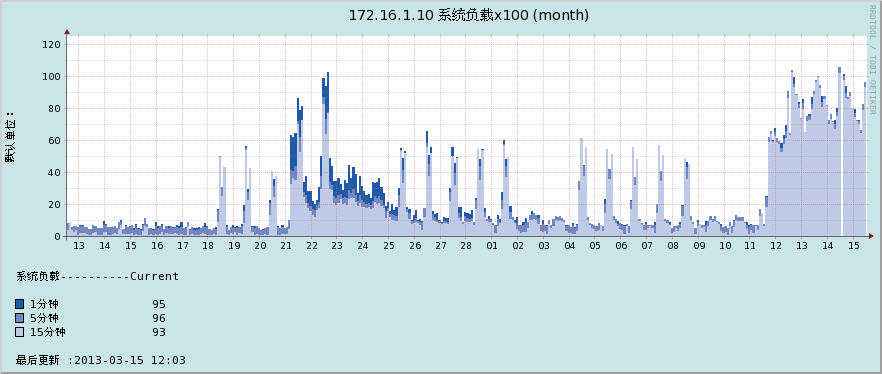 172.16.1.10 系统负载x100 (month)
RRDTOOL / TOBI OETIKER
默认单位：
120
100
80
60
40
20
0
13 14 15 16 17 18 19 20 21 22 23 24 25 26 27 28 01 02 03 04 05 06 07 08 09 10 11 12 13 14 15
系统负载----------Current
1分钟 95
5分钟 96
15分钟 93
最后更新 :2013-03-15 12:03